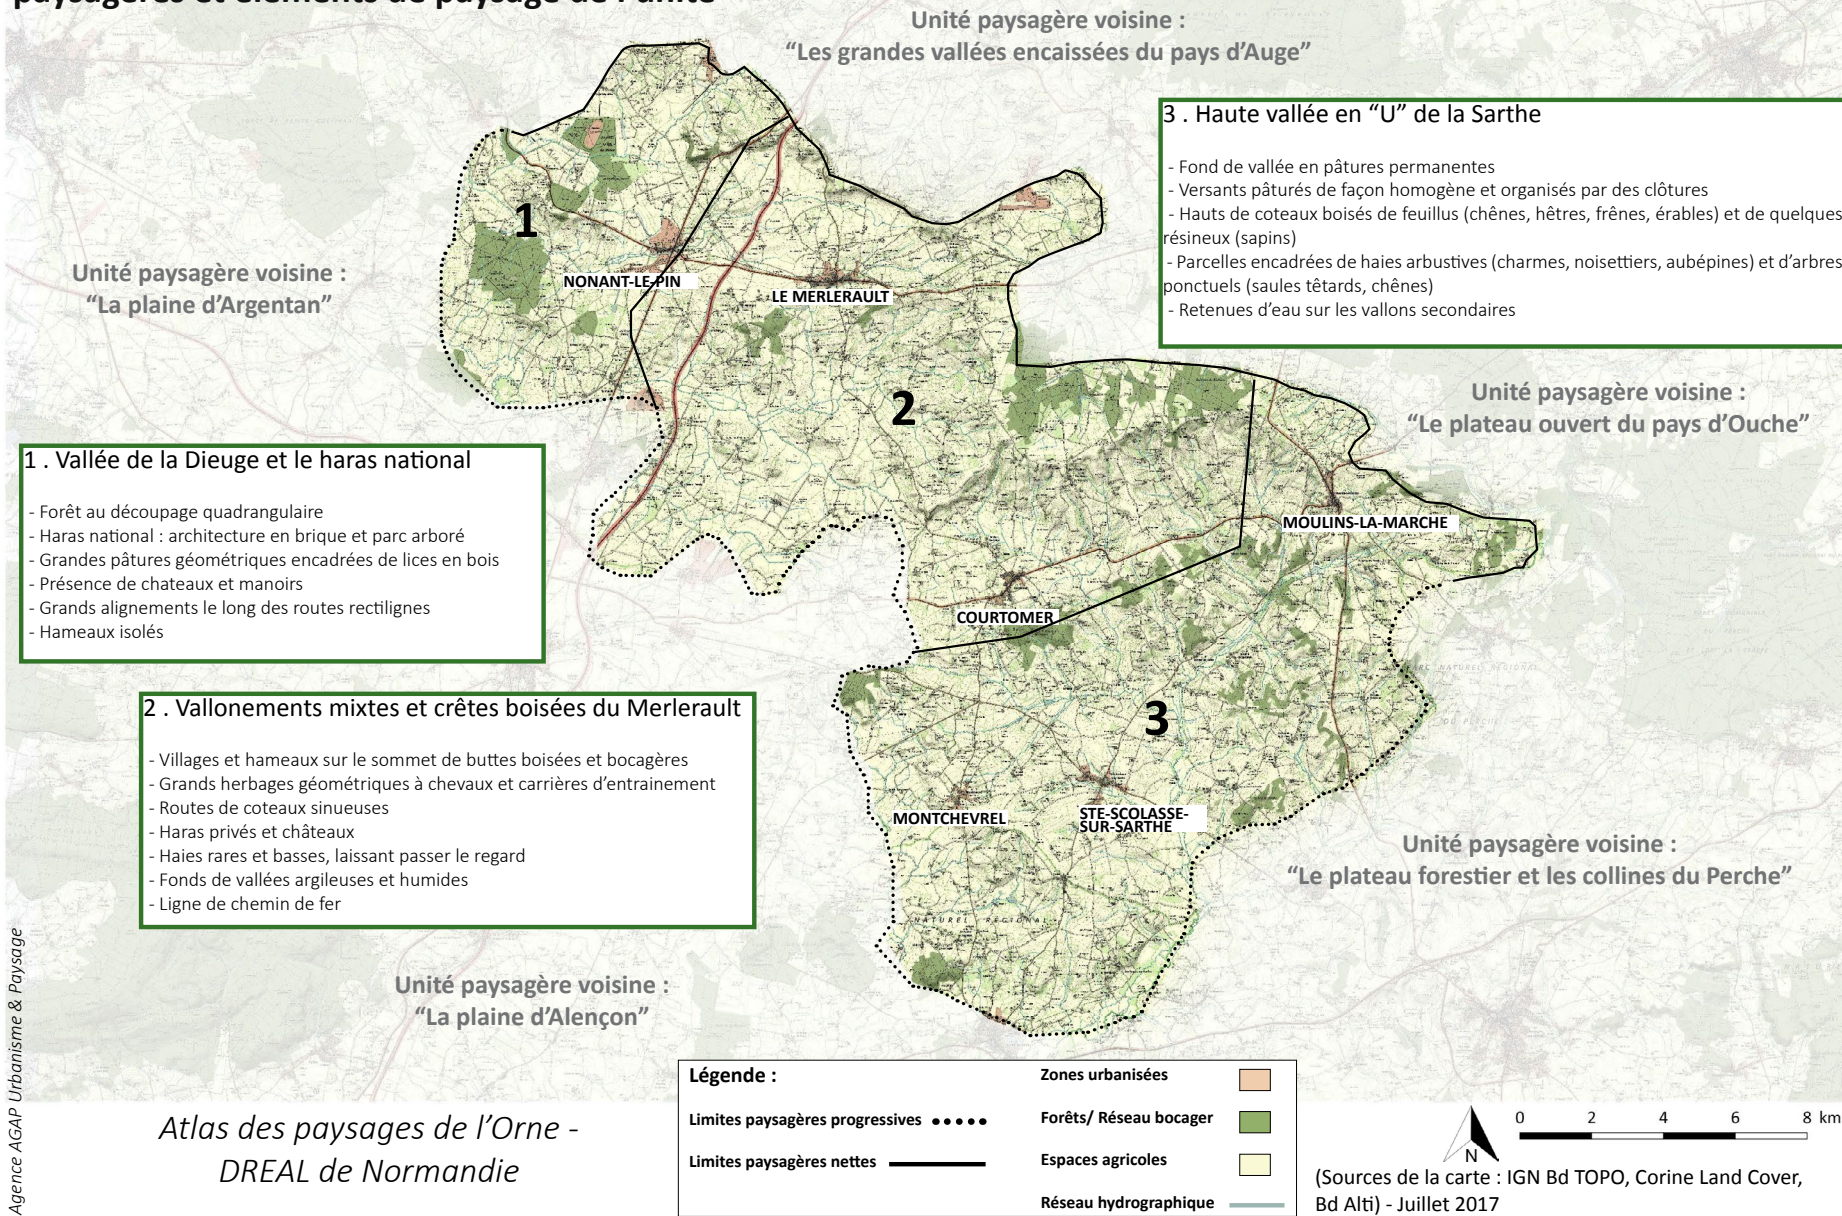 paysagères et éléments de paysage de l'unité
Unité paysagère voisine :
“Les grandes vallées encaissées du pays d’Auge”
3 . Haute vallée en “U” de la Sarthe
- Fond de vallée en pâtures permanentes
- Versants pâturés de façon homogène et organisés par des clôtures
- Hauts de coteaux boisés de feuillus (chênes, hêtres, frênes, érables) et de quelques
résineux (sapins)
- Parcelles encadrées de haies arbustives (charmes, noisettiers, aubépines) et d’arbres
ponctuels (saules têtards, chênes)
- Retenues d’eau sur les vallons secondaires
1
Unité paysagère voisine :
“La plaine d’Argentan”
NONANT-LE-PIN
LE MERLERAULT
2
Unité paysagère voisine :
“Le plateau ouvert du pays d’Ouche”
1 . Vallée de la Dieuge et le haras national
- Forêt au découpage quadrangulaire
- Haras national : architecture en brique et parc arboré
- Grandes pâtures géométriques encadrées de lices en bois
- Présence de chateaux et manoirs
- Grands alignements le long des routes rectilignes
- Hameaux isolés
MOULINS-LA-MARCHE
COURTOMER
PARC NATUREL RÉGIONAL
DU PERCHE
2 . Vallonements mixtes et crêtes boisées du Merlerault
- Villages et hameaux sur le sommet de buttes boisées et bocagères
- Grands herbages géométriques à chevaux et carrières d’entrainement
- Routes de coteaux sinueuses
- Haras privés et châteaux
- Haies rares et basses, laissant passer le regard
- Fonds de vallées argileuses et humides
- Ligne de chemin de fer
3
MONTCHEVREL
STE-SCOLASSE-
SUR-SARTHE
Unité paysagère voisine :
“Le plateau forestier et les collines du Perche”
NATUREL RÉGIONAL
Unité paysagère voisine :
“La plaine d’Alençon”
Agence AGAP Urbanisme & Paysage
Atlas des paysages de l’Orne -
DREAL de Normandie
Légende :
Limites paysagères progressives
Limites paysagères nettes
Zones urbanisées
Forêts/ Réseau bocager
Espaces agricoles
Réseau hydrographique
N
0 2 4 6 8 km
(Sources de la carte : IGN Bd TOPO, Corine Land Cover,
Bd Alti) - Juillet 2017